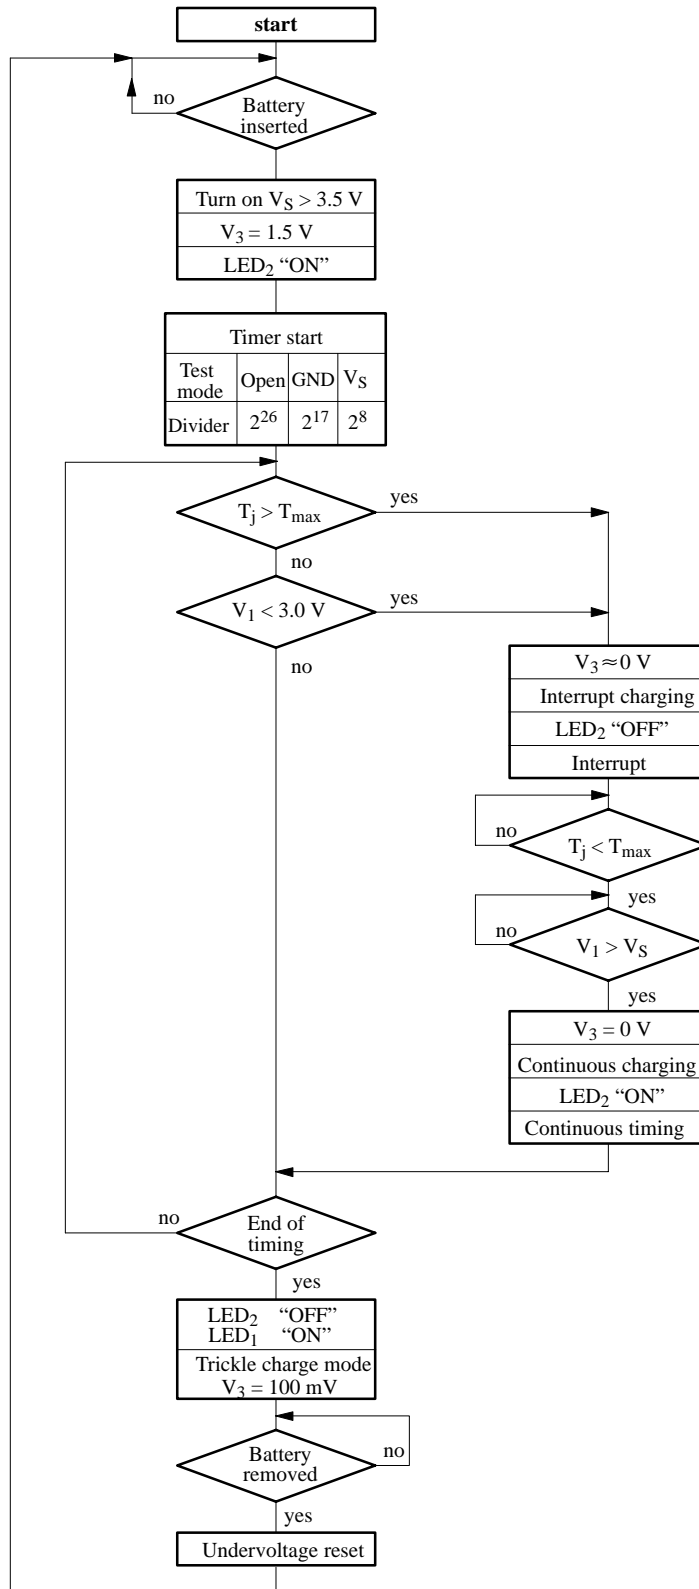 start
no
Battery
inserted
Turn on V_S > 3.5 V
V_3 = 1.5 V
LED_2 “ON”
Timer start
Test mode Open GND V_S
Divider 2^26 2^17 2^8
T_j > T_max
yes
no
V_1 < 3.0 V
yes
no
V_3 ≈ 0 V
Interrupt charging
LED_2 “OFF”
Interrupt
no
T_j < T_max
yes
no
V_1 > V_S
yes
V_3 = 0 V
Continuous charging
LED_2 “ON”
Continuous timing
no
End of
timing
yes
LED_2 “OFF”
LED_1 “ON”
Trickle charge mode
V_3 = 100 mV
Battery
removed
no
yes
Undervoltage reset